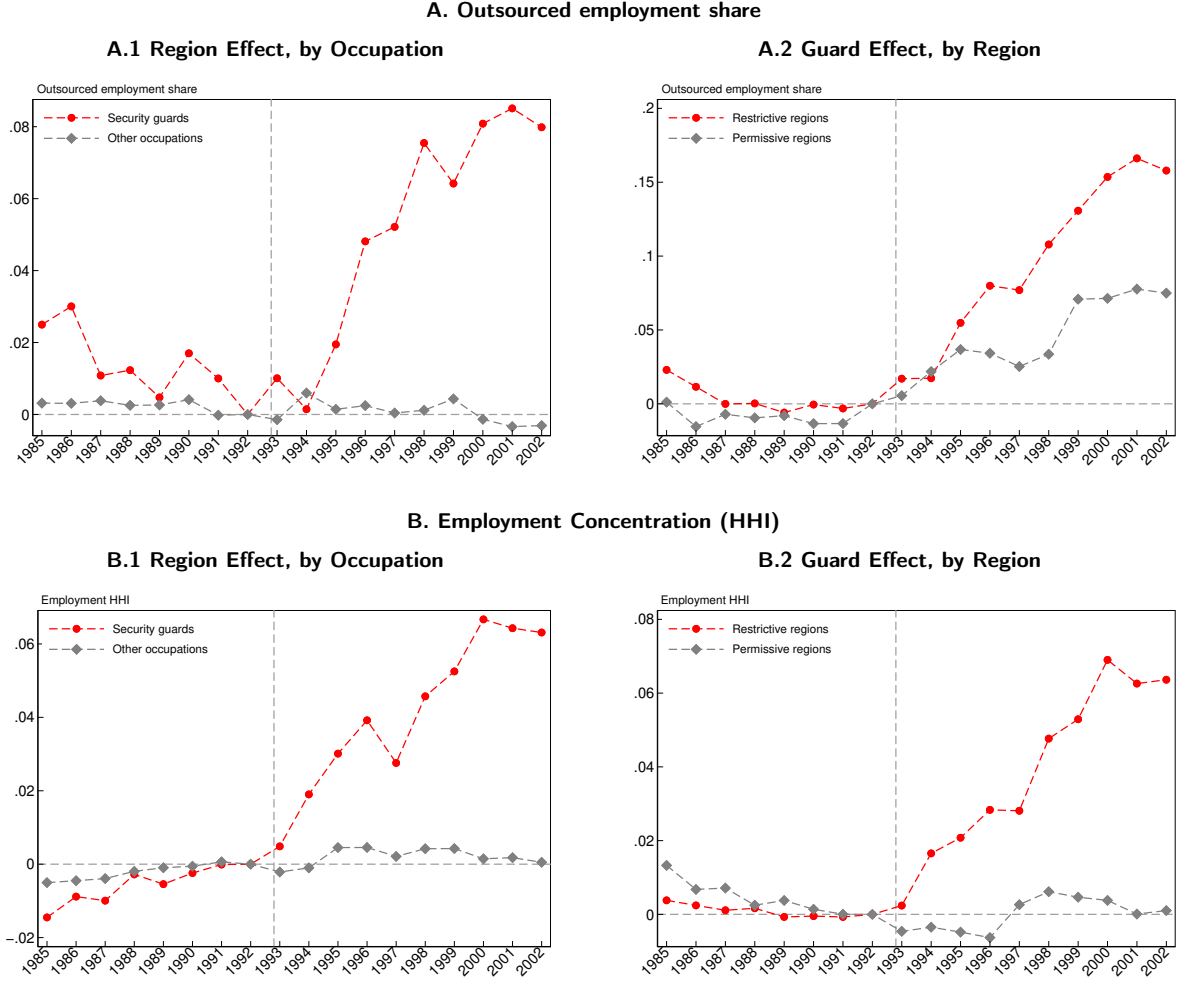 A. Outsourced employment share
A.1 Region Effect, by Occupation
Outsourced employment share
Security guards
Other occupations
.08
.06
.04
.02
0
1985 1986 1987 1988 1989 1990 1991 1992 1993 1994 1995 1996 1997 1998 1999 2000 2001 2002
A.2 Guard Effect, by Region
Outsourced employment share
Restrictive regions
Permissive regions
.2
.15
.1
.05
0
1985 1986 1987 1988 1989 1990 1991 1992 1993 1994 1995 1996 1997 1998 1999 2000 2001 2002
B. Employment Concentration (HHI)
B.1 Region Effect, by Occupation
Employment HHI
Security guards
Other occupations
.06
.04
.02
0
-.02
1985 1986 1987 1988 1989 1990 1991 1992 1993 1994 1995 1996 1997 1998 1999 2000 2001 2002
B.2 Guard Effect, by Region
Employment HHI
Restrictive regions
Permissive regions
.08
.06
.04
.02
0
1985 1986 1987 1988 1989 1990 1991 1992 1993 1994 1995 1996 1997 1998 1999 2000 2001 2002